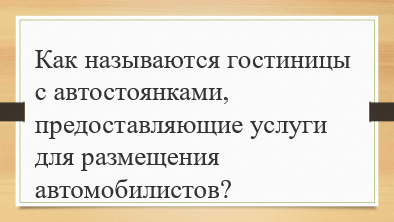 Как называются гостиницы
с автостоянками,
предоставляющие услуги
для размещения
автомобилистов?